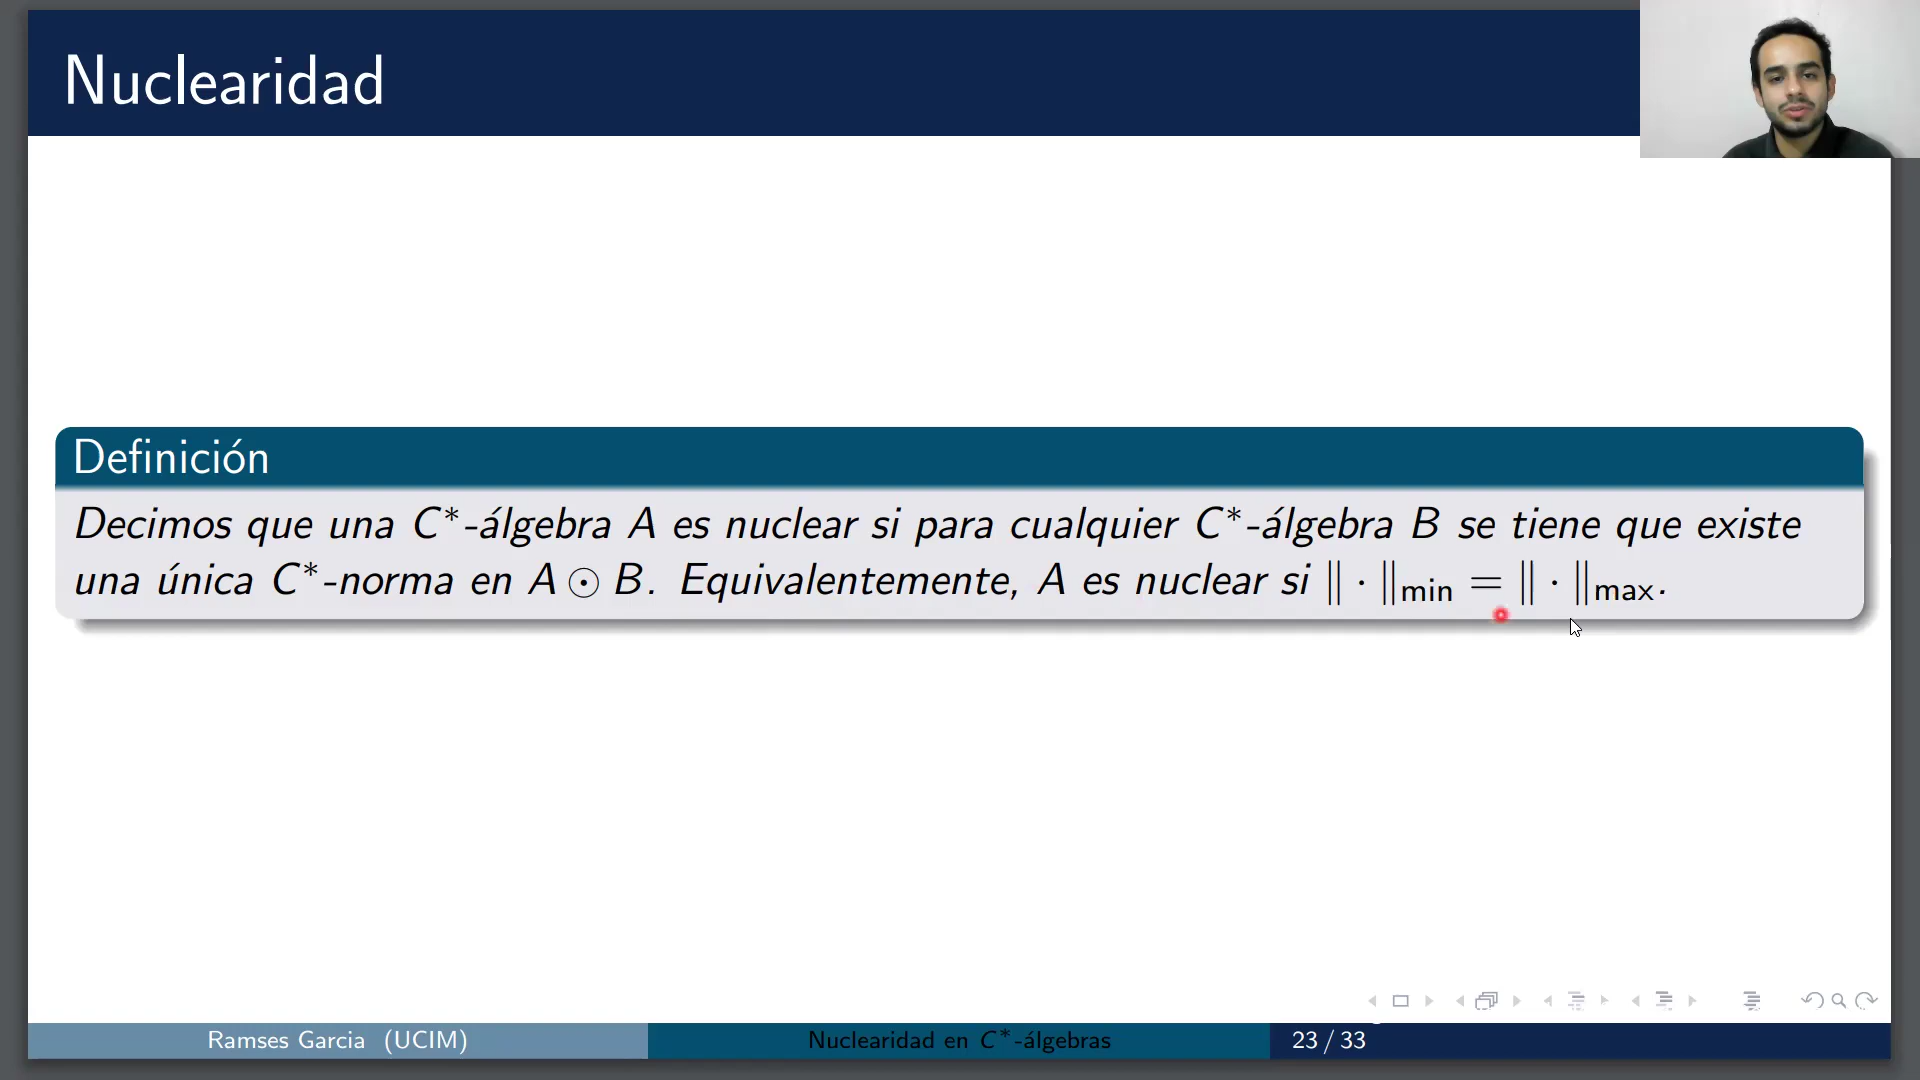 Nuclearidad
Definición
Decimos que una C*-álgebra A es nuclear si para cualquier C*-álgebra B se tiene que existe
una única C*-norma en A ⊙ B. Equivalentemente, A es nuclear si ‖ · ‖min = ‖ · ‖max.
Ramses Garcia (UCIM)
Nuclearidad en C*-álgebras
23 / 33